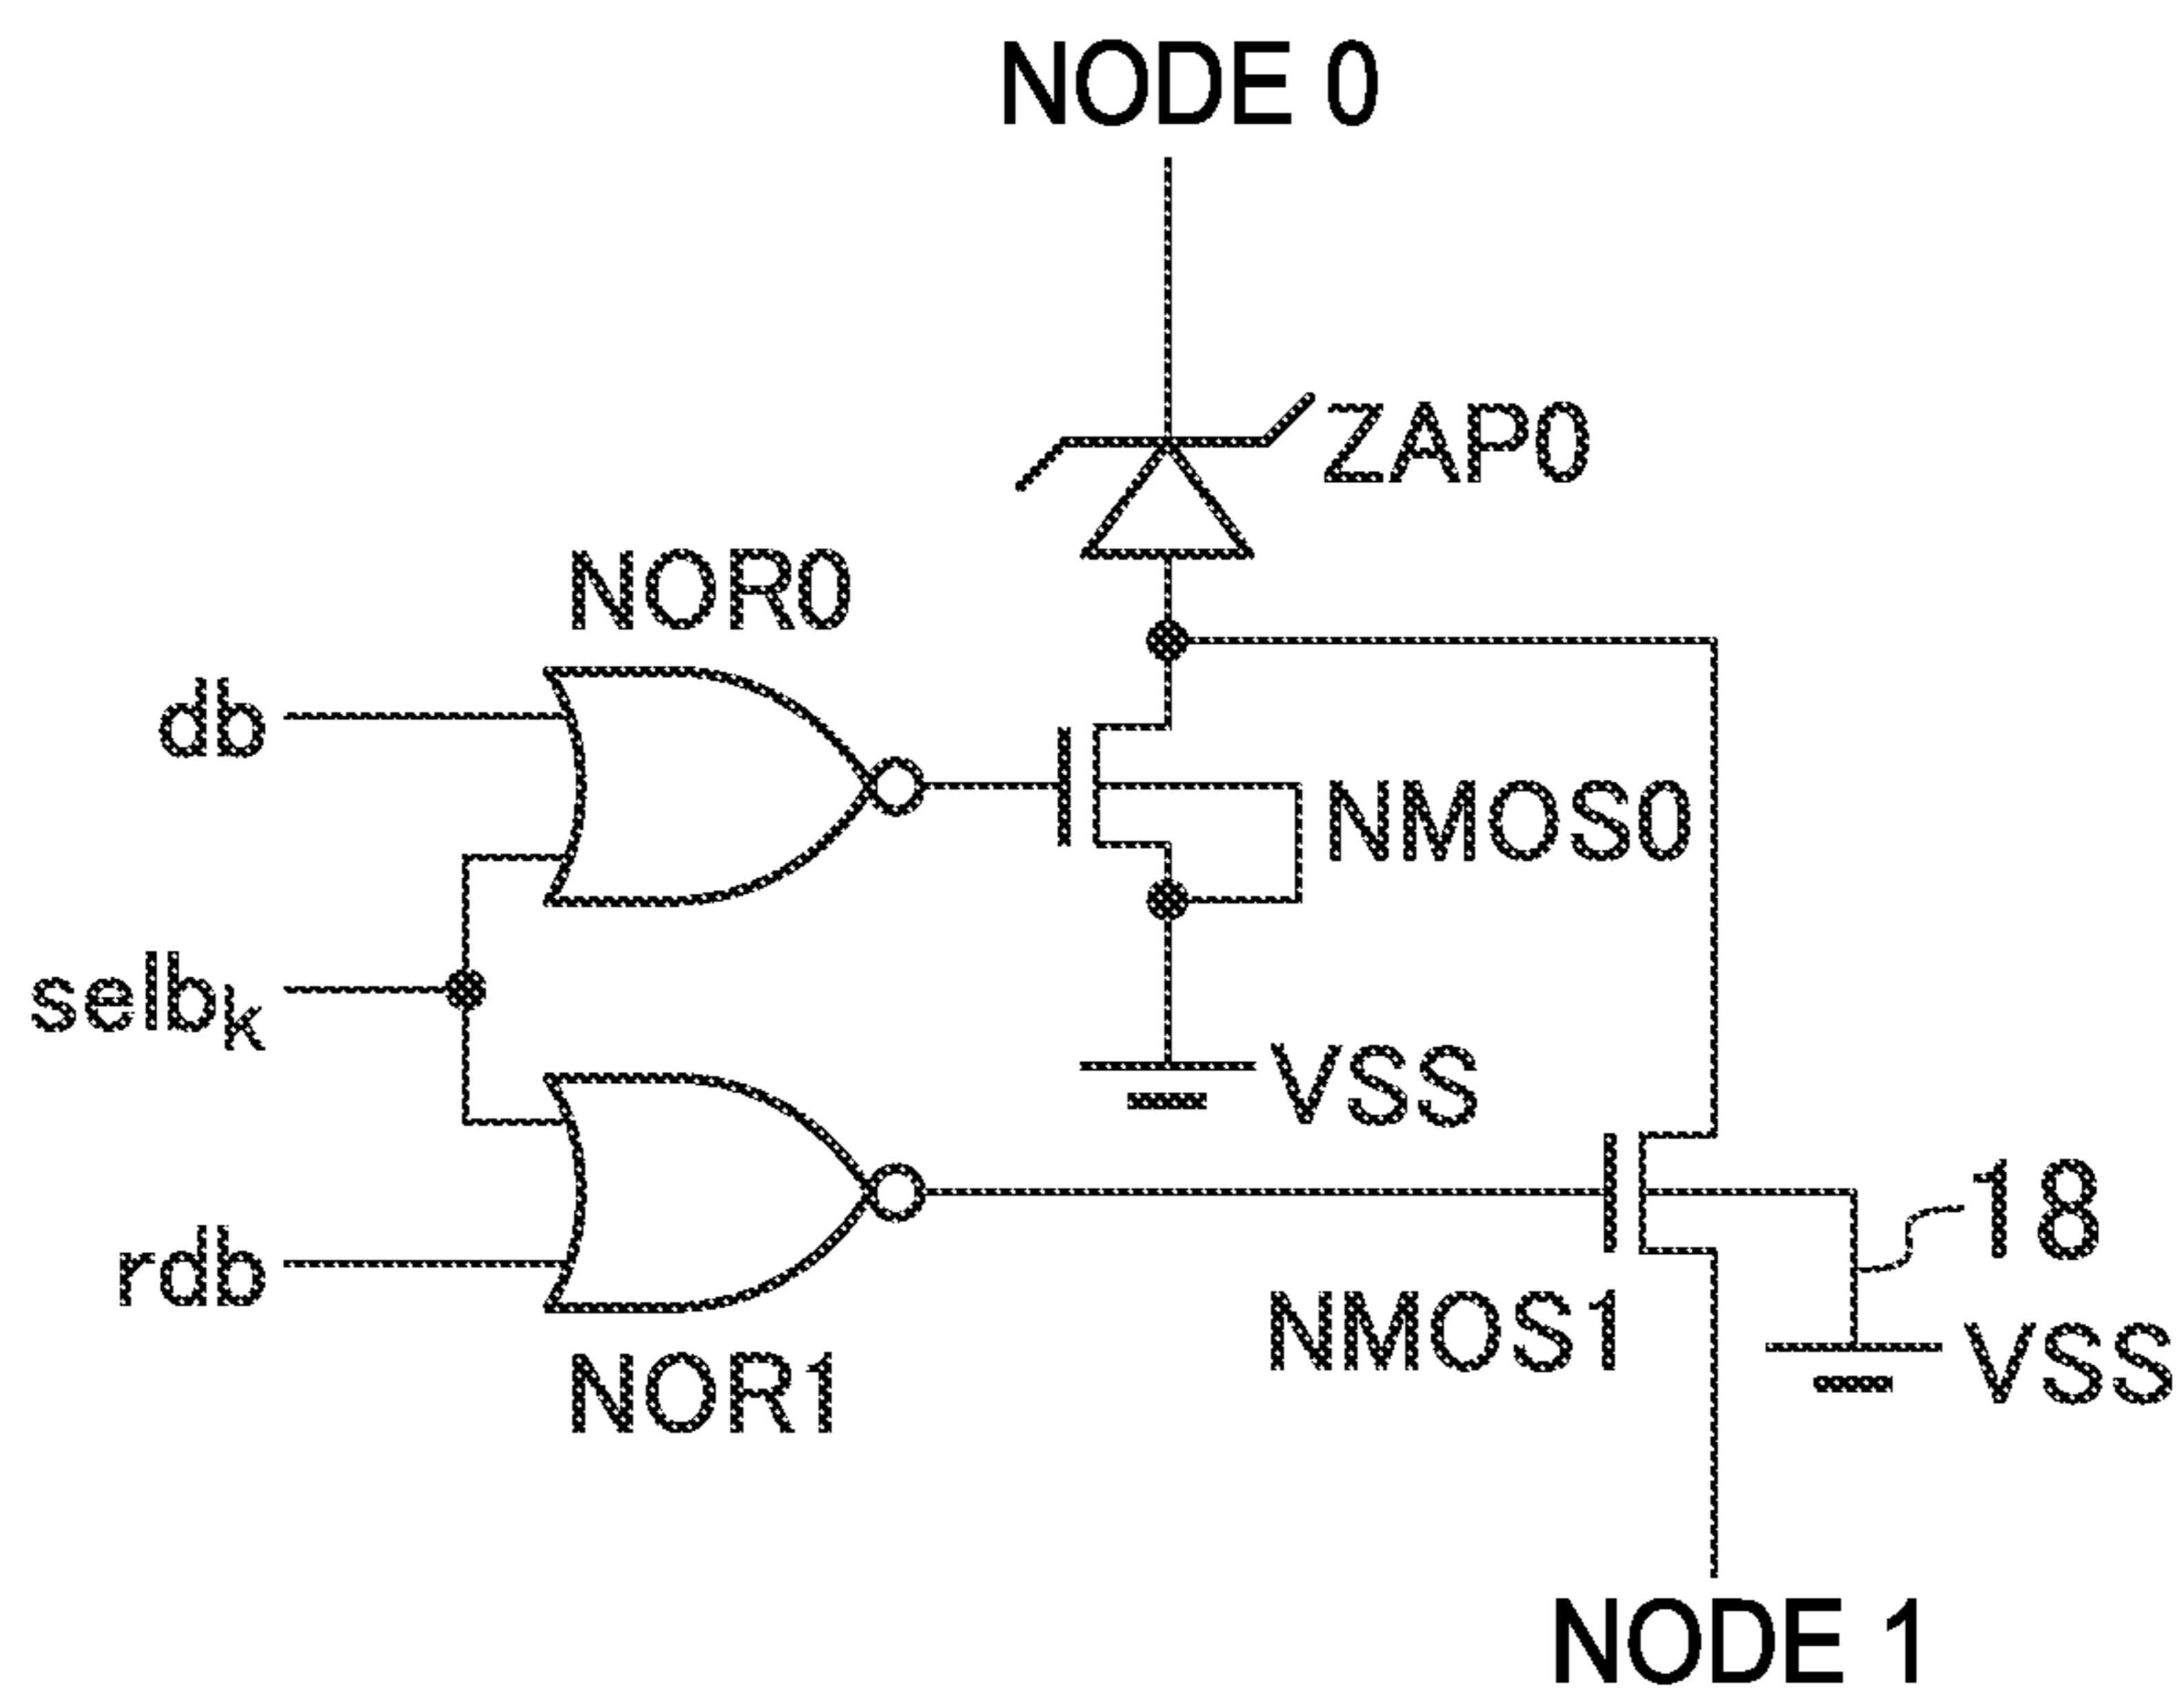 NODE 0
ZAP0
NOR0
db
NMOS0
selbk
VSS
18
rdb
NMOS1
VSS
NOR1
NODE 1